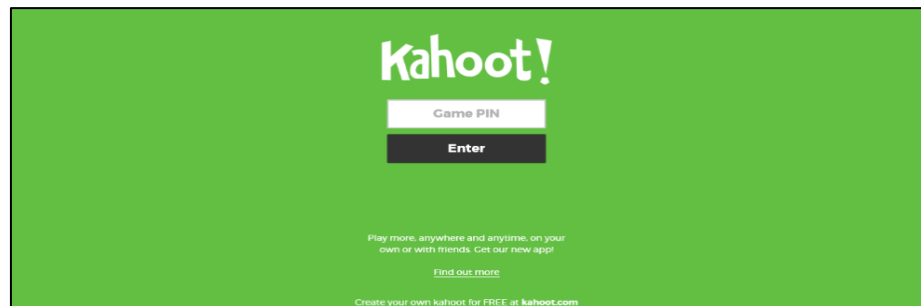 Kahoot!
Game PIN
Enter
Play more, anywhere and anytime, on your
own or with friends. Get our new app!
Find out more
Create your own kahoot for FREE at kahoot.com